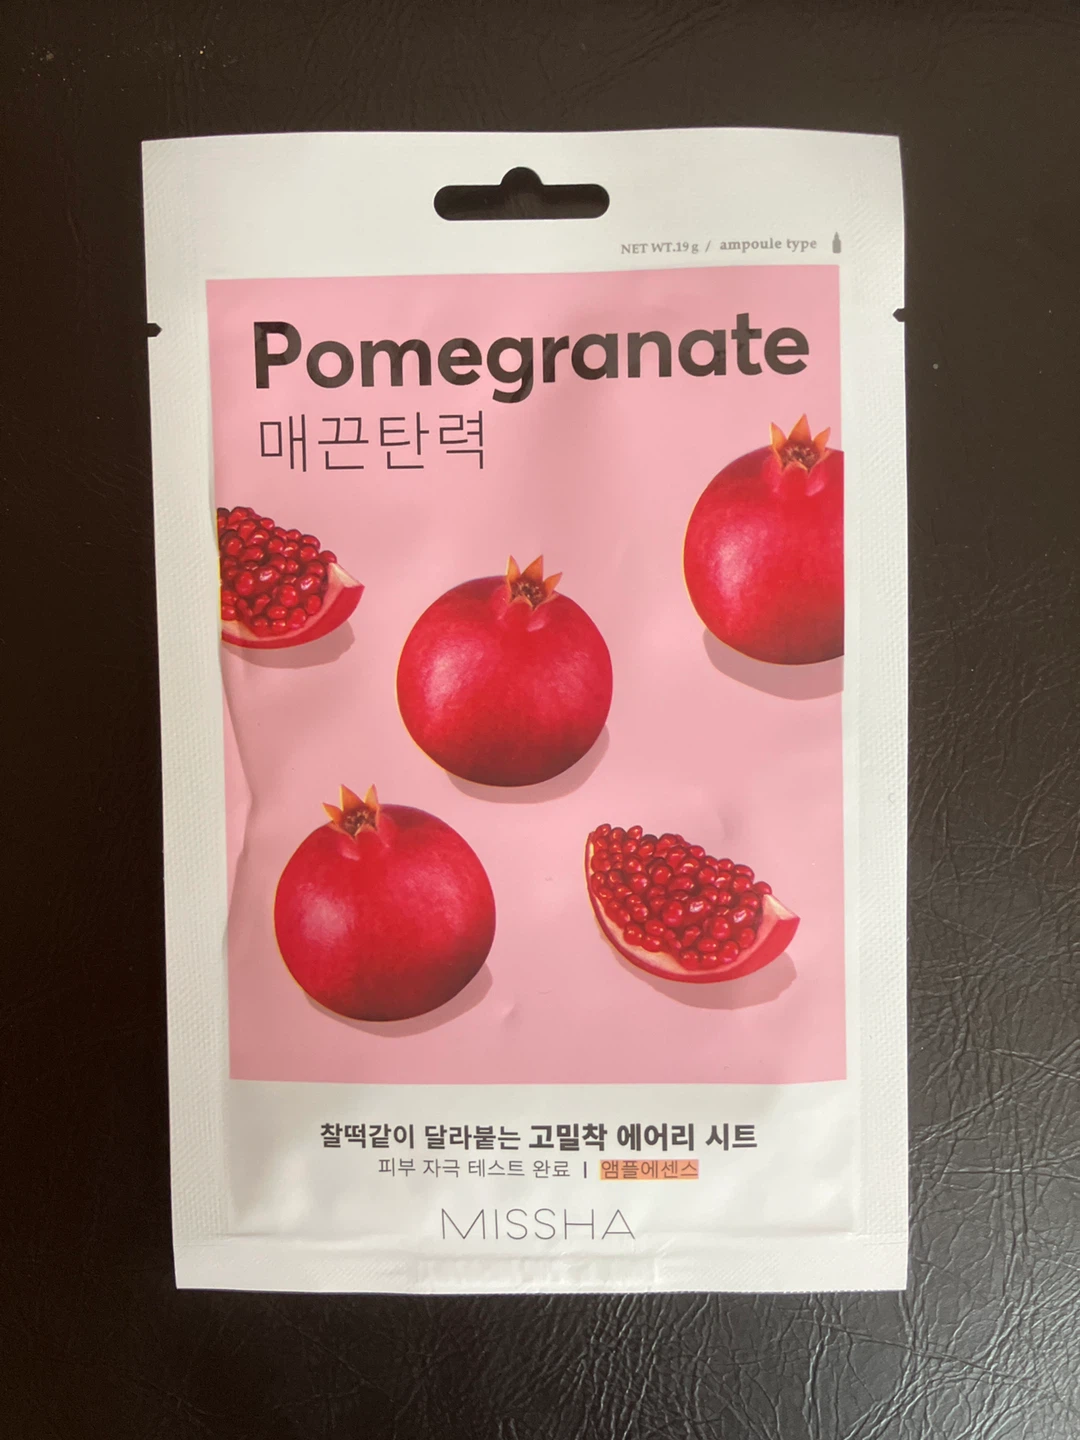 NET WT.19g / ampoule type
Pomegranate
매끈탄력
찰떡같이 달라붙는 고밀착 에어리 시트
피부 자극 테스트 완료 | 앰플에센스
MISSHA